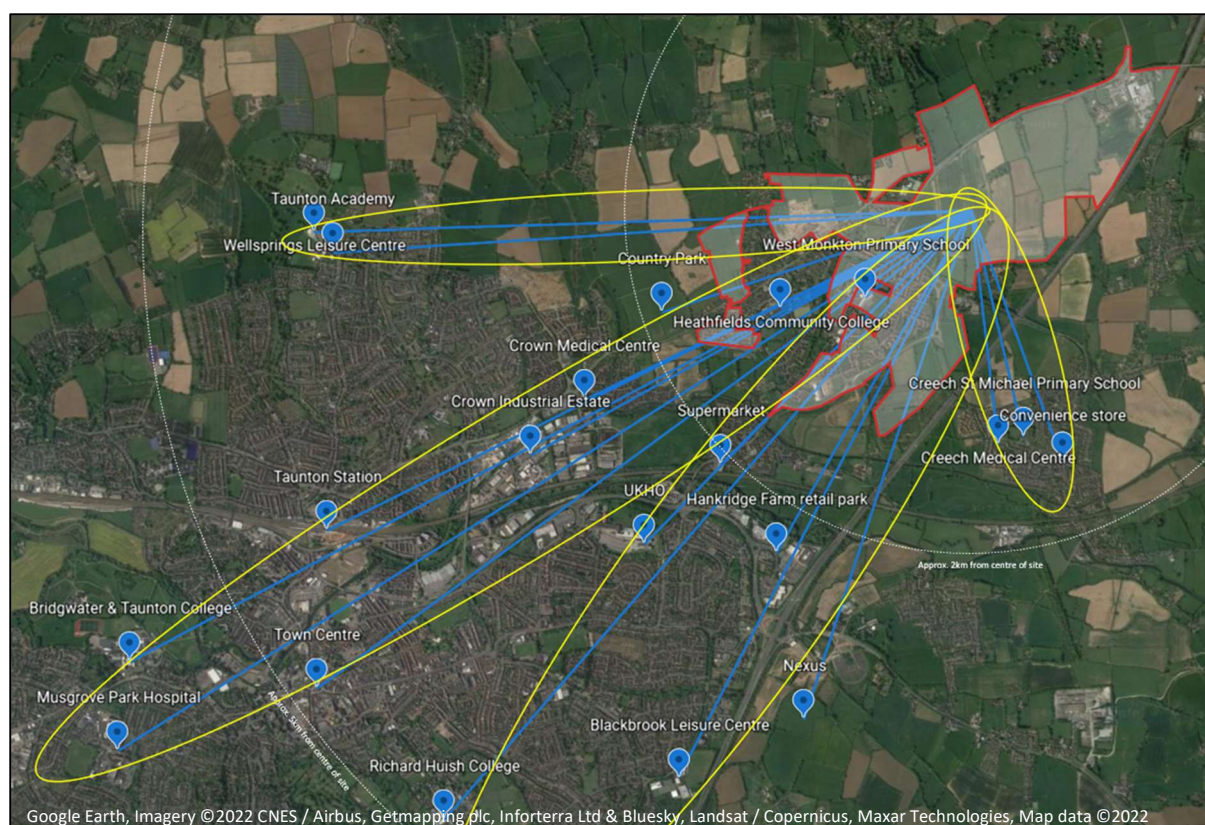 Taunton Academy
Wellsprings Leisure Centre
West Monkton Primary School
Country Park
Heathfields Community College
Crown Medical Centre
Creech St Michael Primary School
Crown Industrial Estate
Supermarket
Convenience store
Creech Medical Centre
Taunton Station
UKHO
Hankridge Farm retail park
Approx. 2km from centre of site
Bridgwater & Taunton College
Town Centre
Nexus
Musgrove Park Hospital
Approx. 5km from centre of site
Blackbrook Leisure Centre
Richard Huish College
Google Earth, Imagery ©2022 CNES / Airbus, Getmapping plc, Inforterra Ltd & Bluesky, Landsat / Copernicus, Maxar Technologies, Map data ©2022